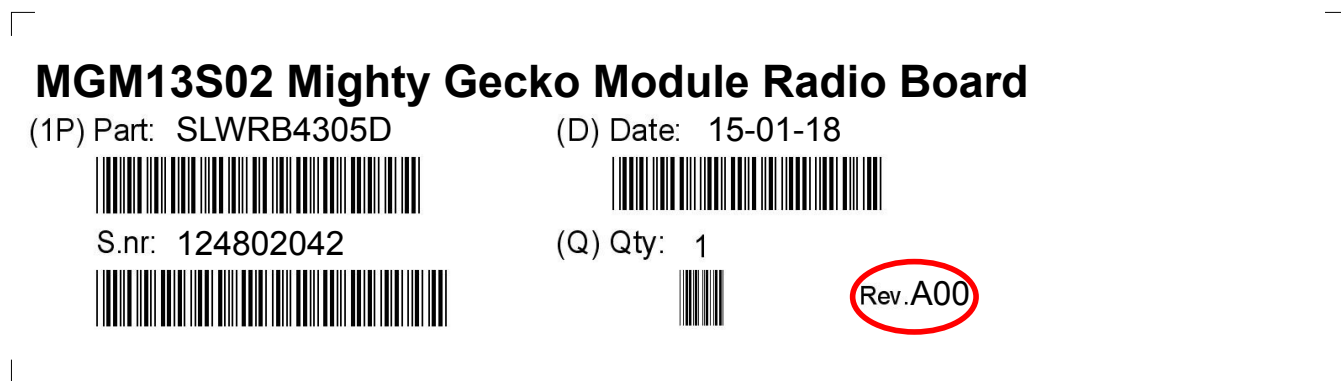 MGM13S02 Mighty Gecko Module Radio Board
(1P) Part: SLWRB4305D (D) Date: 15-01-18
S.nr: 124802042 (Q) Qty: 1
Rev.A00